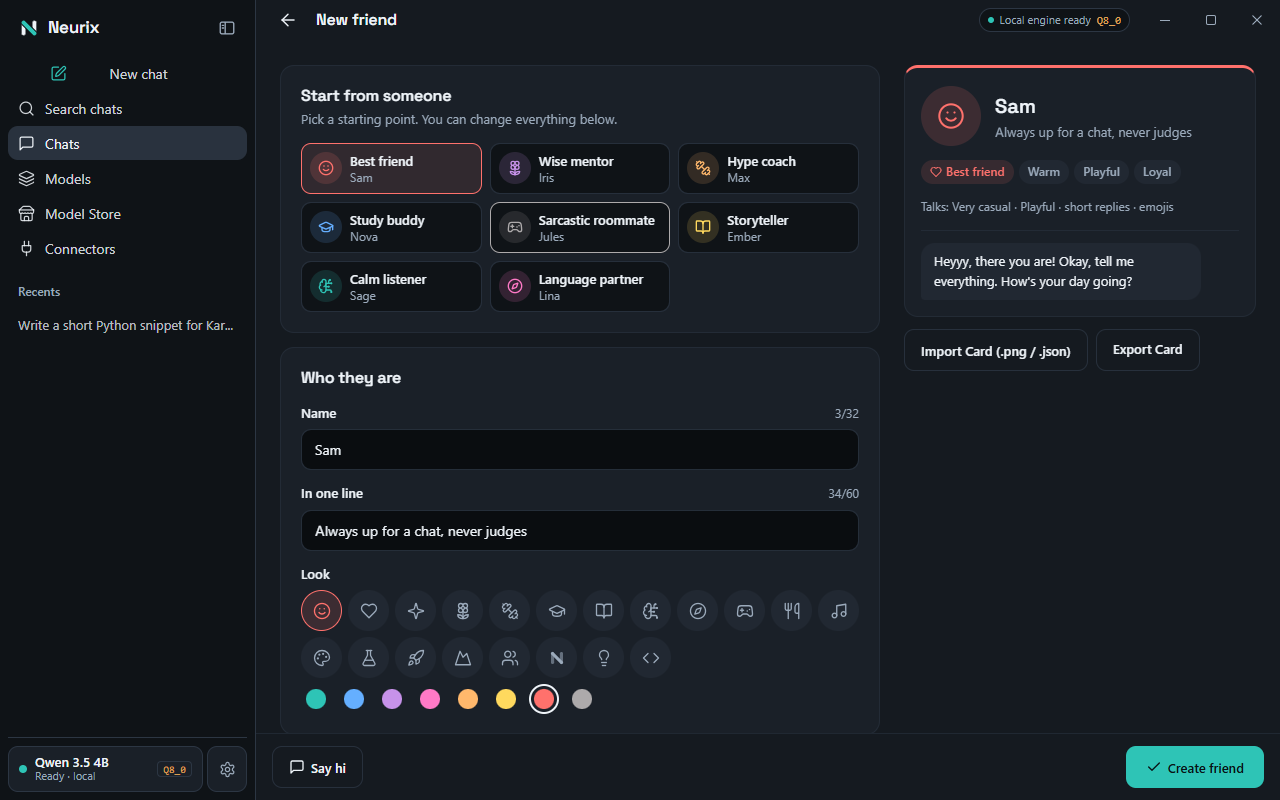 Neurix
New chat
Search chats
Chats
Models
Model Store
Connectors
Recents
Write a short Python snippet for Kar...
Qwen 3.5 4B
Ready · local
Q8_0
New friend
Local engine ready Q8_0
Start from someone
Pick a starting point. You can change everything below.
Best friend
Sam
Wise mentor
Iris
Hype coach
Max
Study buddy
Nova
Sarcastic roommate
Jules
Storyteller
Ember
Calm listener
Sage
Language partner
Lina
Who they are
Name 3/32
Sam
In one line 34/60
Always up for a chat, never judges
Look
Say hi
Create friend
Sam
Always up for a chat, never judges
Best friend Warm Playful Loyal
Talks: Very casual · Playful · short replies · emojis
Heyyy, there you are! Okay, tell me
everything. How's your day going?
Import Card (.png / .json) Export Card